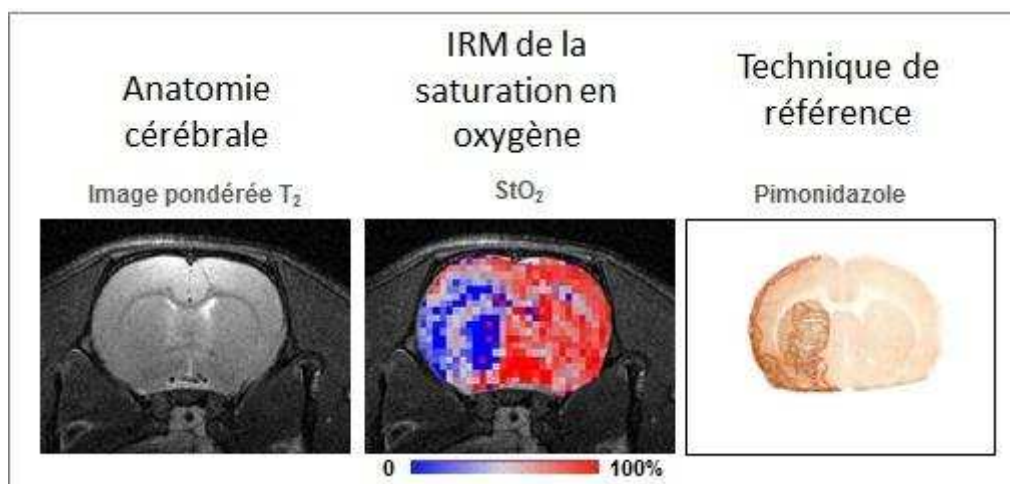 Anatomie
cérébrale
Image pondérée T₂
IRM de la
saturation en
oxygène
StO₂
Technique de
référence
Pimonidazole
0 100%